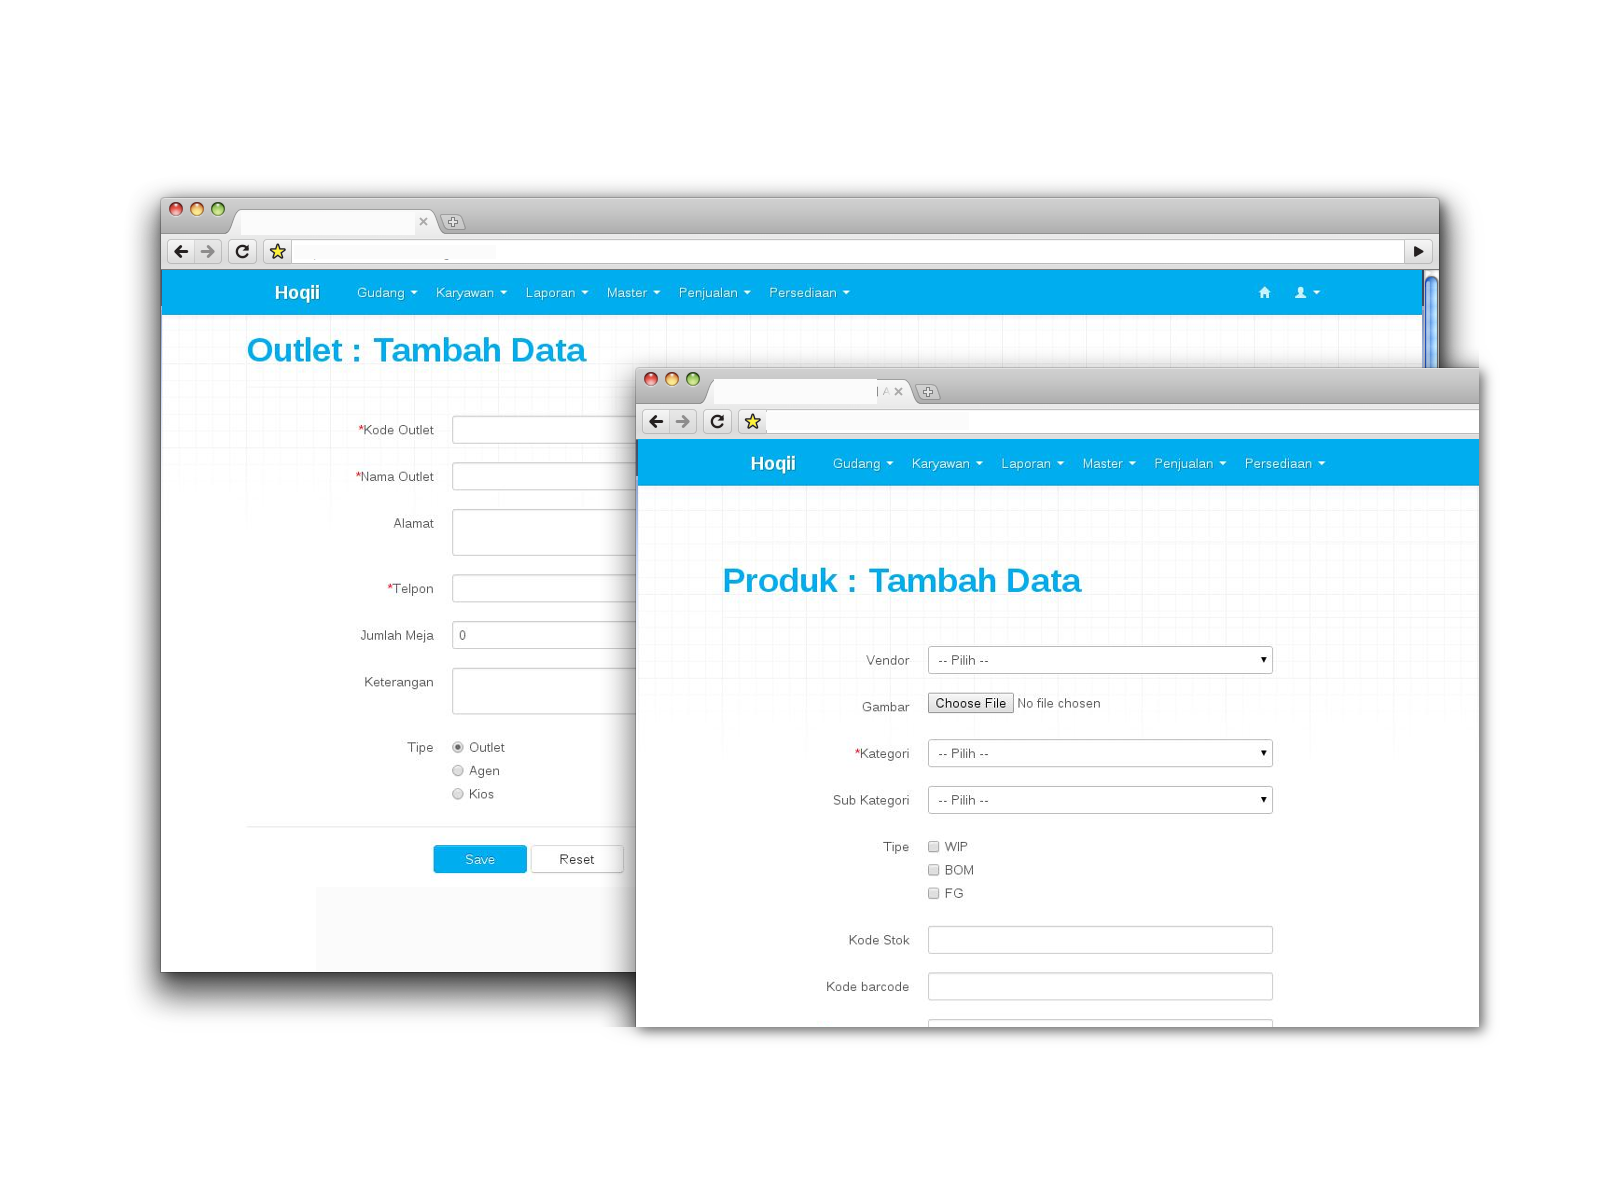 Hoqii Gudang Karyawan Laporan Master Penjualan Persediaan
Outlet : Tambah Data
*Kode Outlet
*Nama Outlet
Alamat
*Telpon
Jumlah Meja 0
Keterangan
Tipe Outlet
Agen
Kios
Save Reset
Hoqii Gudang Karyawan Laporan Master Penjualan Persediaan
Produk : Tambah Data
Vendor -- Pilih --
Gambar Choose File No file chosen
*Kategori -- Pilih --
Sub Kategori -- Pilih --
Tipe WIP
BOM
FG
Kode Stok
Kode barcode